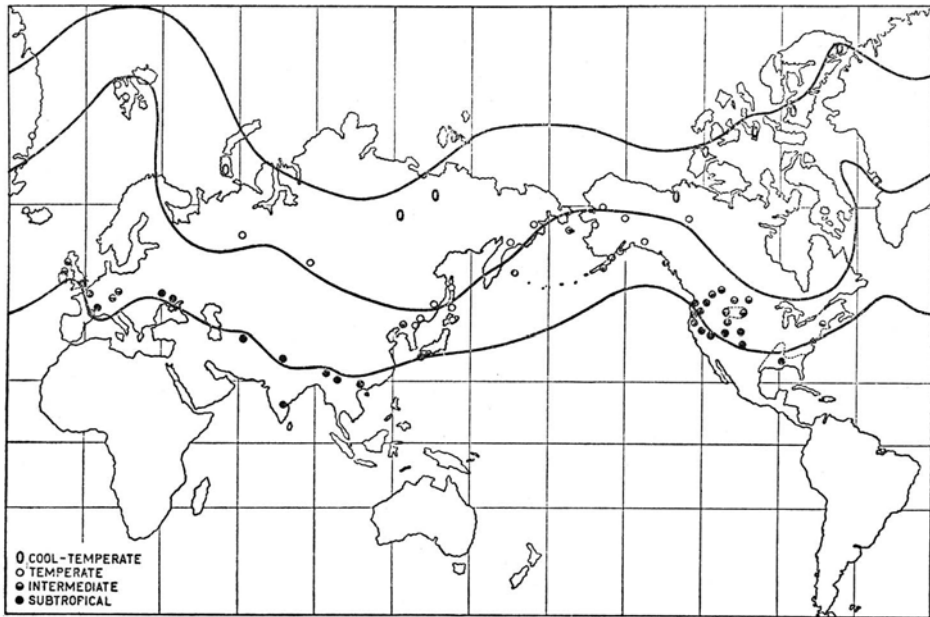 COOL-TEMPERATE
TEMPERATE
INTERMEDIATE
SUBTROPICAL